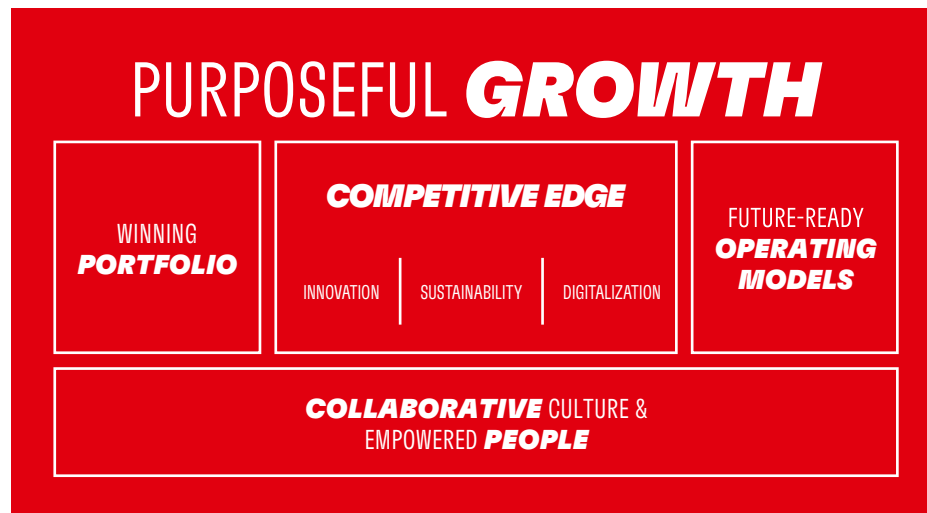 PURPOSEFUL GROWTH
WINNING
PORTFOLIO
COMPETITIVE EDGE
INNOVATION
SUSTAINABILITY
DIGITALIZATION
FUTURE-READY
OPERATING
MODELS
COLLABORATIVE CULTURE &
EMPOWERED PEOPLE